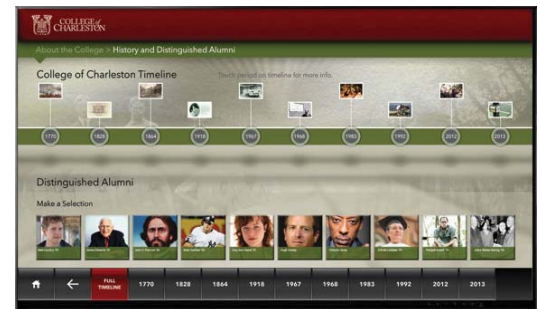 COLLEGE of
CHARLESTON
About the College > History and Distinguished Alumni
College of Charleston Timeline
Touch period on timeline for more info.
1770 1828 1864 1918 1967 1968 1983 1992 2012 2013
Distinguished Alumni
Make a Selection
FULL
TIMELINE
1770 1828 1864 1918 1967 1968 1983 1992 2012 2013